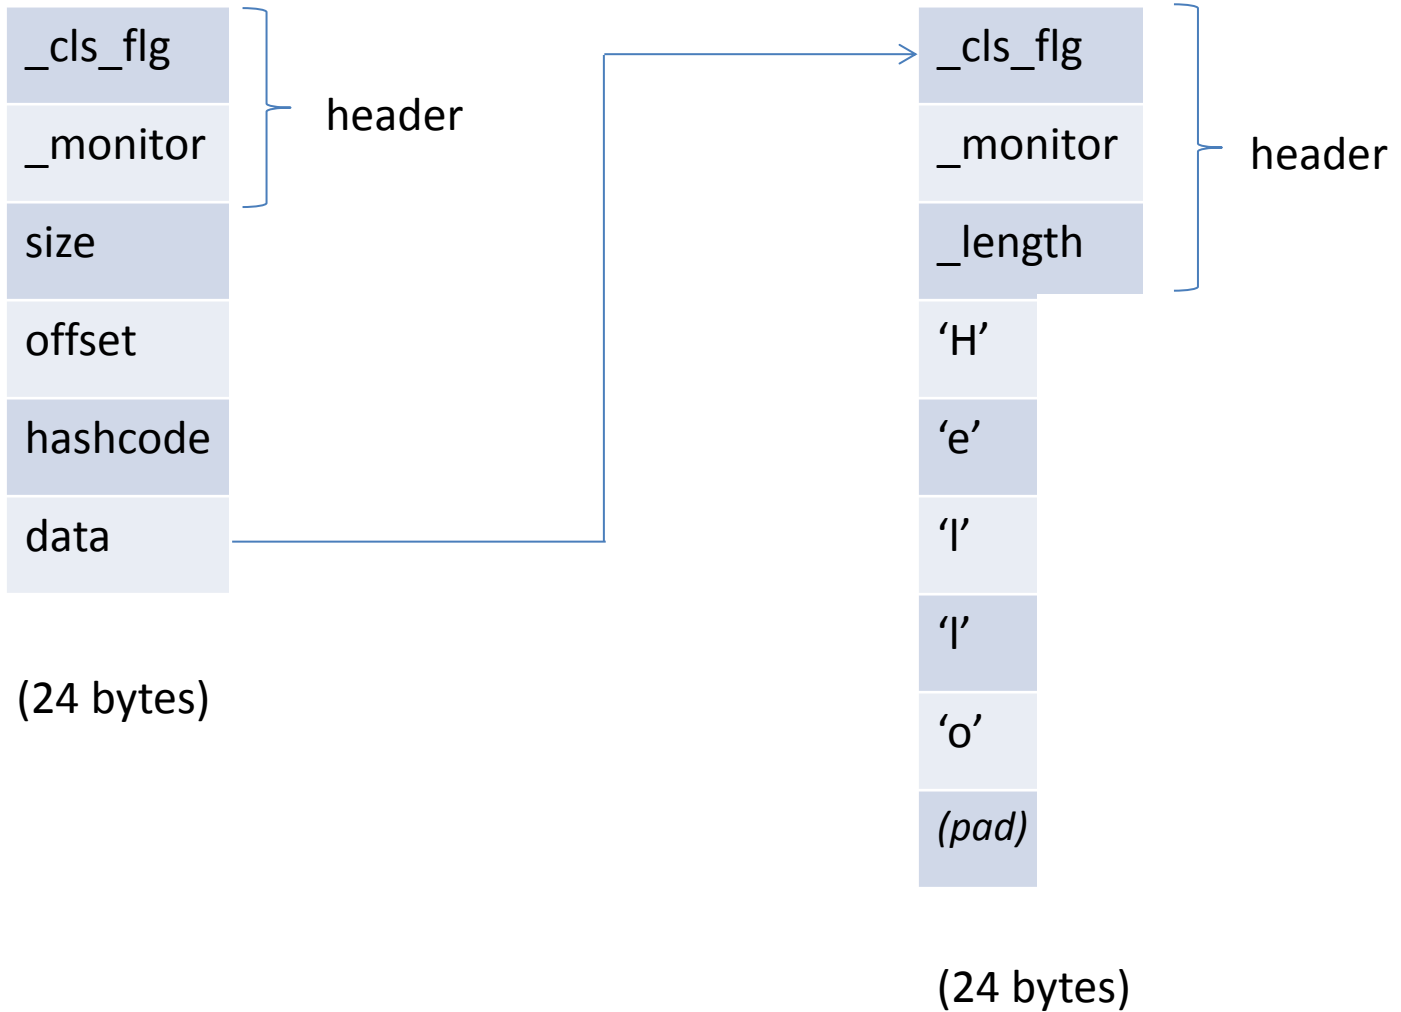 _cls_flg
_monitor
size
offset
hashcode
data
header
(24 bytes)
_cls_flg
_monitor
_length
‘H’
‘e’
‘l’
‘l’
‘o’
(pad)
header
(24 bytes)